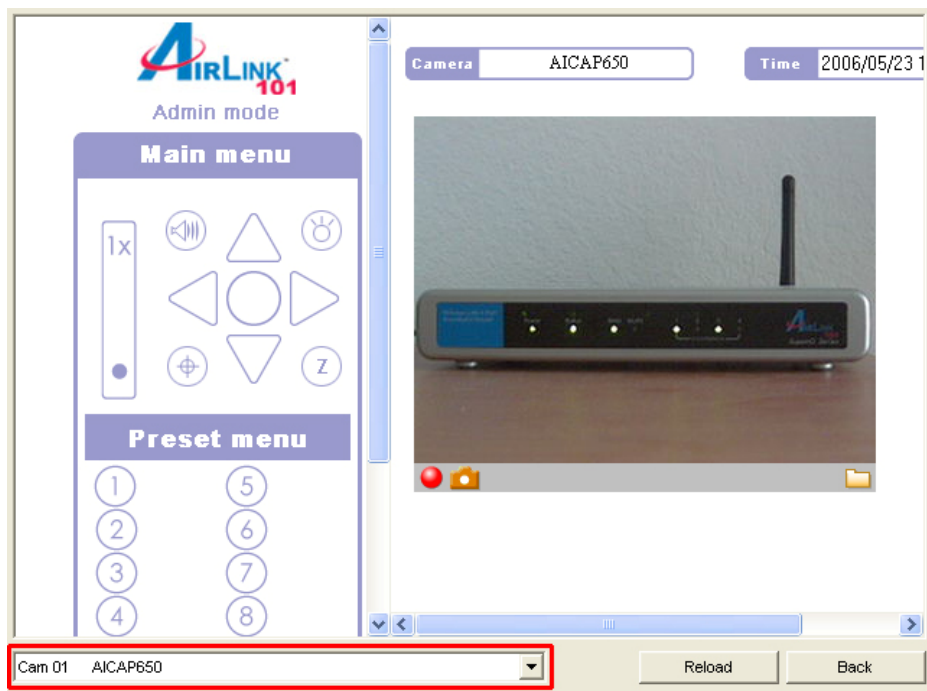 AIRLINK
101
Admin mode
Main menu
1x
Z
Preset menu
1 5
2 6
3 7
4 8
Camera AICAP650 Time 2006/05/23 1
AirLink
Cam 01 AICAP650
Reload Back